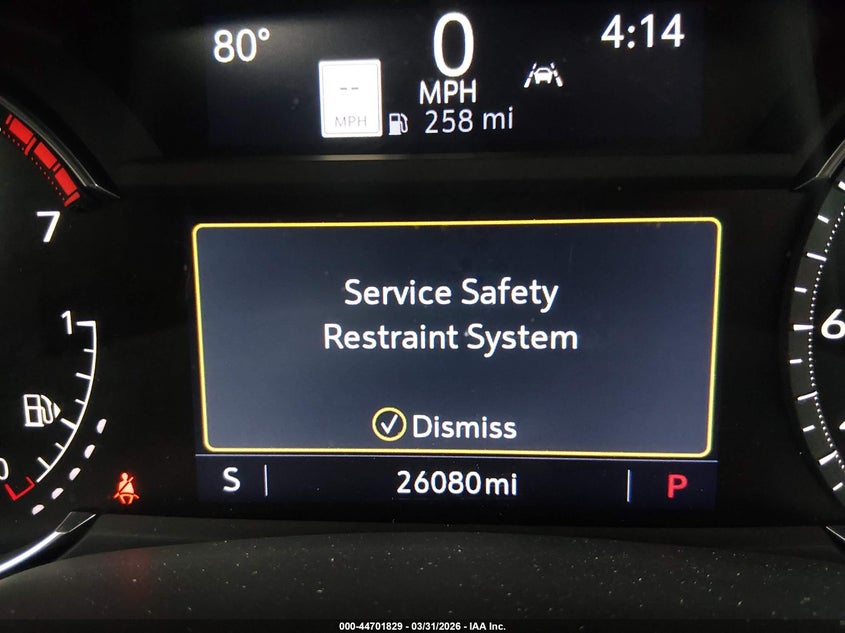 80°
0
4:14
--
MPH
MPH
258 mi
7
Service Safety
Restraint System
1
6
Dismiss
0
S
26080mi
P
000-44701829 - 03/31/2026 - IAA Inc.